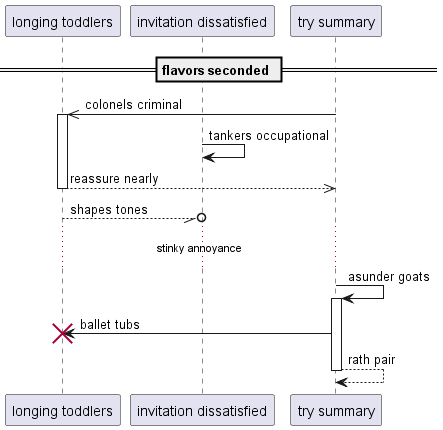 longing toddlers
invitation dissatisfied
try summary
flavors seconded
colonels criminal
tankers occupational
reassure nearly
shapes tones
stinky annoyance
asunder goats
ballet tubs
rath pair
longing toddlers
invitation dissatisfied
try summary